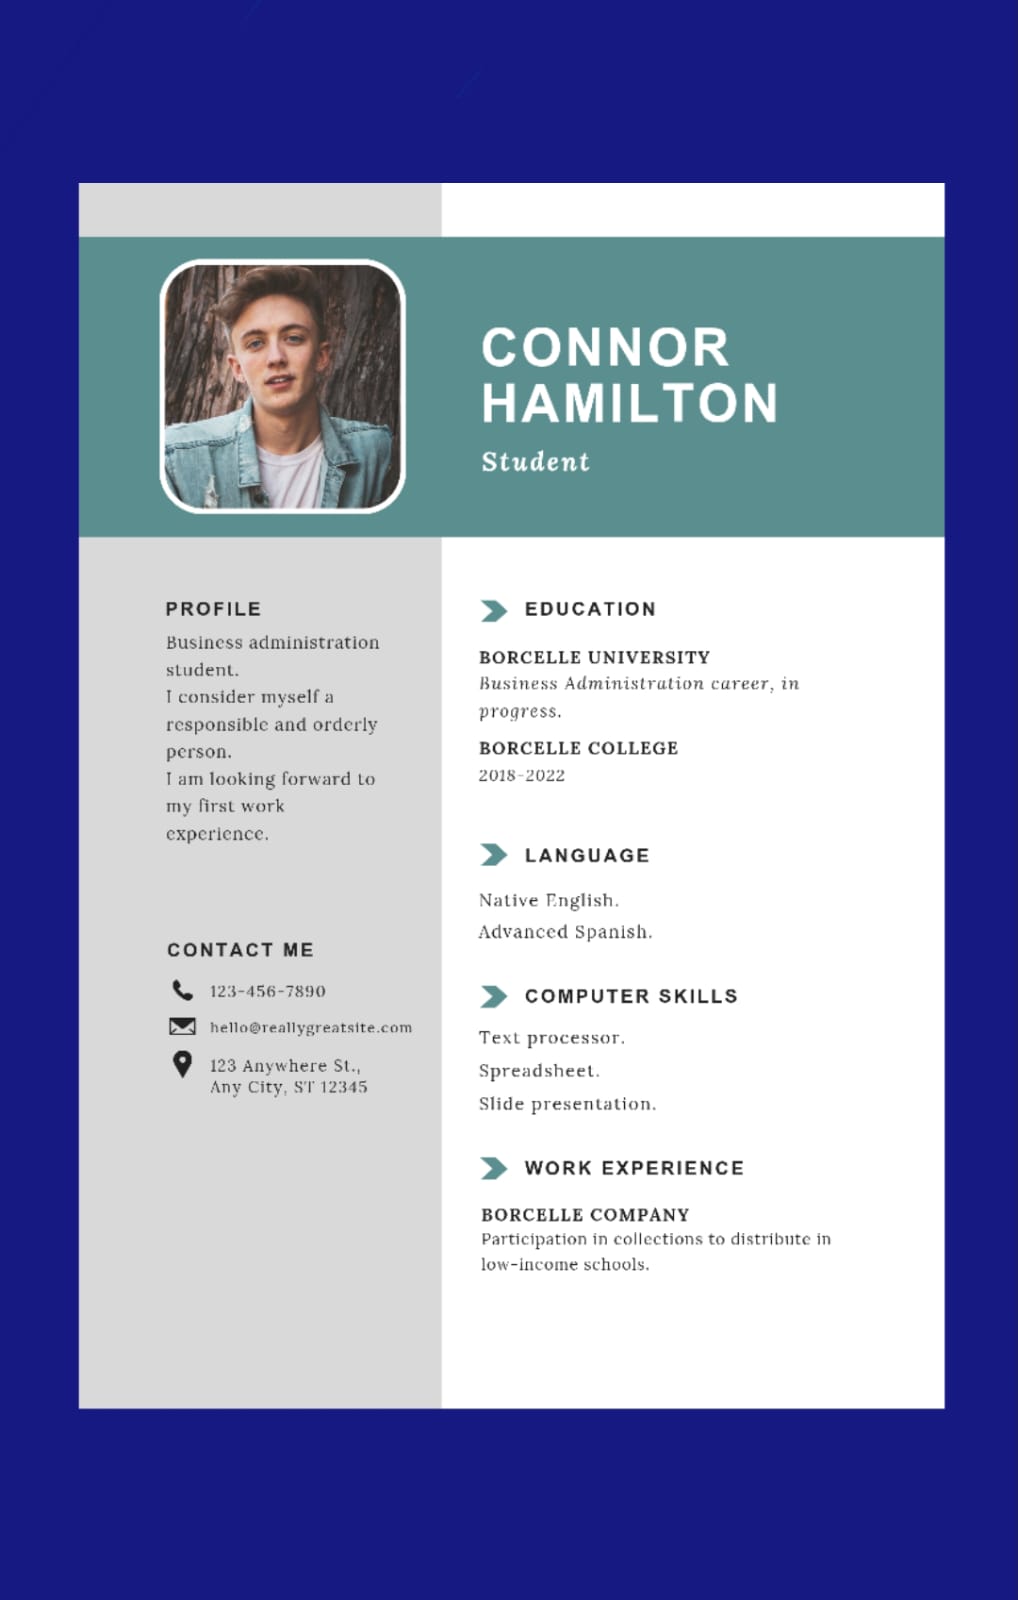 CONNOR
HAMILTON
Student
PROFILE
Business administration
student.
I consider myself a
responsible and orderly
person.
I am looking forward to
my first work
experience.
CONTACT ME
123-456-7890
hello@reallygreatsite.com
123 Anywhere St.,
Any City, ST 12345
EDUCATION
BORCELLE UNIVERSITY
Business Administration career, in
progress.
BORCELLE COLLEGE
2018-2022
LANGUAGE
Native English.
Advanced Spanish.
COMPUTER SKILLS
Text processor.
Spreadsheet.
Slide presentation.
WORK EXPERIENCE
BORCELLE COMPANY
Participation in collections to distribute in
low-income schools.